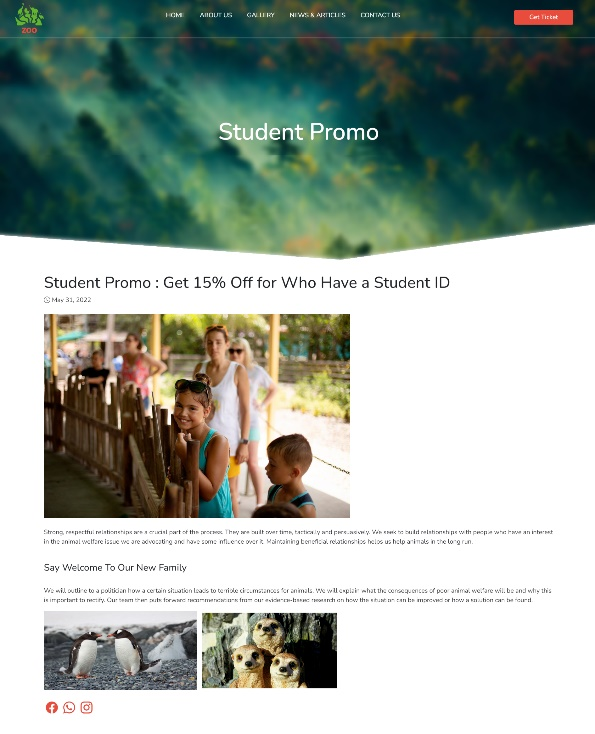 ZOO
HOME ABOUT US GALLERY NEWS & ARTICLES CONTACT US
Get Ticket
Student Promo
Student Promo : Get 15% Off for Who Have a Student ID
May 31, 2022
Strong, respectful relationships are a crucial part of the process. They are built over time, tactically and persuasively. We seek to build relationships with people who have an interest
in the animal welfare issue we are advocating and have some influence over it. Maintaining beneficial relationships helps us help animals in the long run.
Say Welcome To Our New Family
We will outline to a politician how a certain situation leads to terrible circumstances for animals. We will explain what the consequences of poor animal welfare will be and why this
is important to rectify. Our team then puts forward recommendations from our evidence-based research on how the situation can be improved or how a solution can be found.